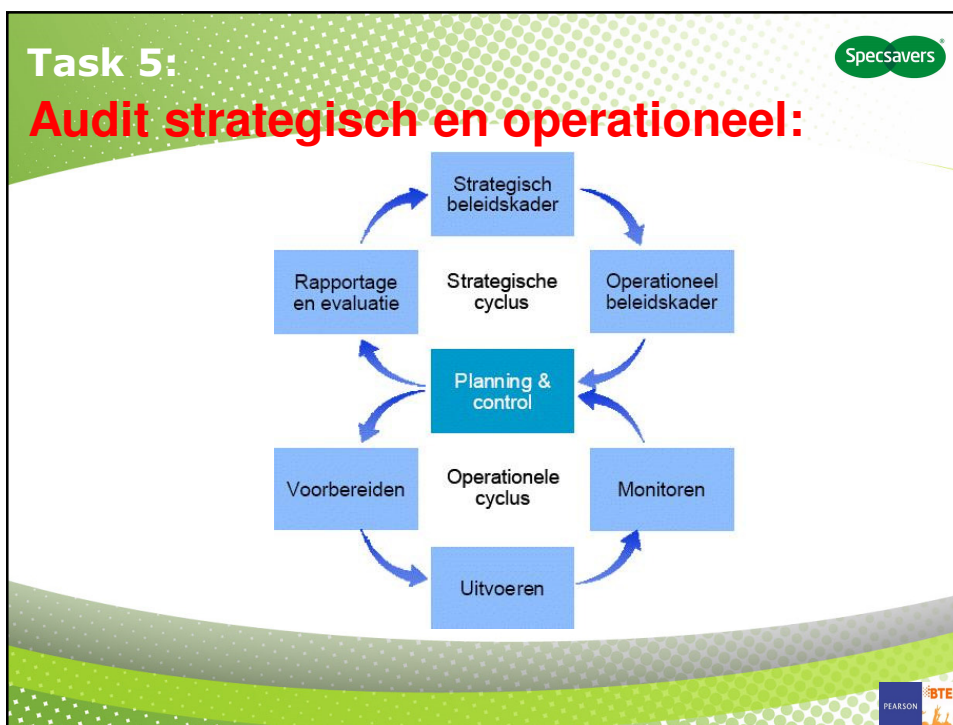 Task 5:
Specsavers®
Audit strategisch en operationeel:
Strategisch
beleidskader
Rapportage
en evaluatie
Strategische
cyclus
Operationeel
beleidskader
Planning &
control
Voorbereiden
Operationele
cyclus
Monitoren
Uitvoeren
PEARSON
BTE